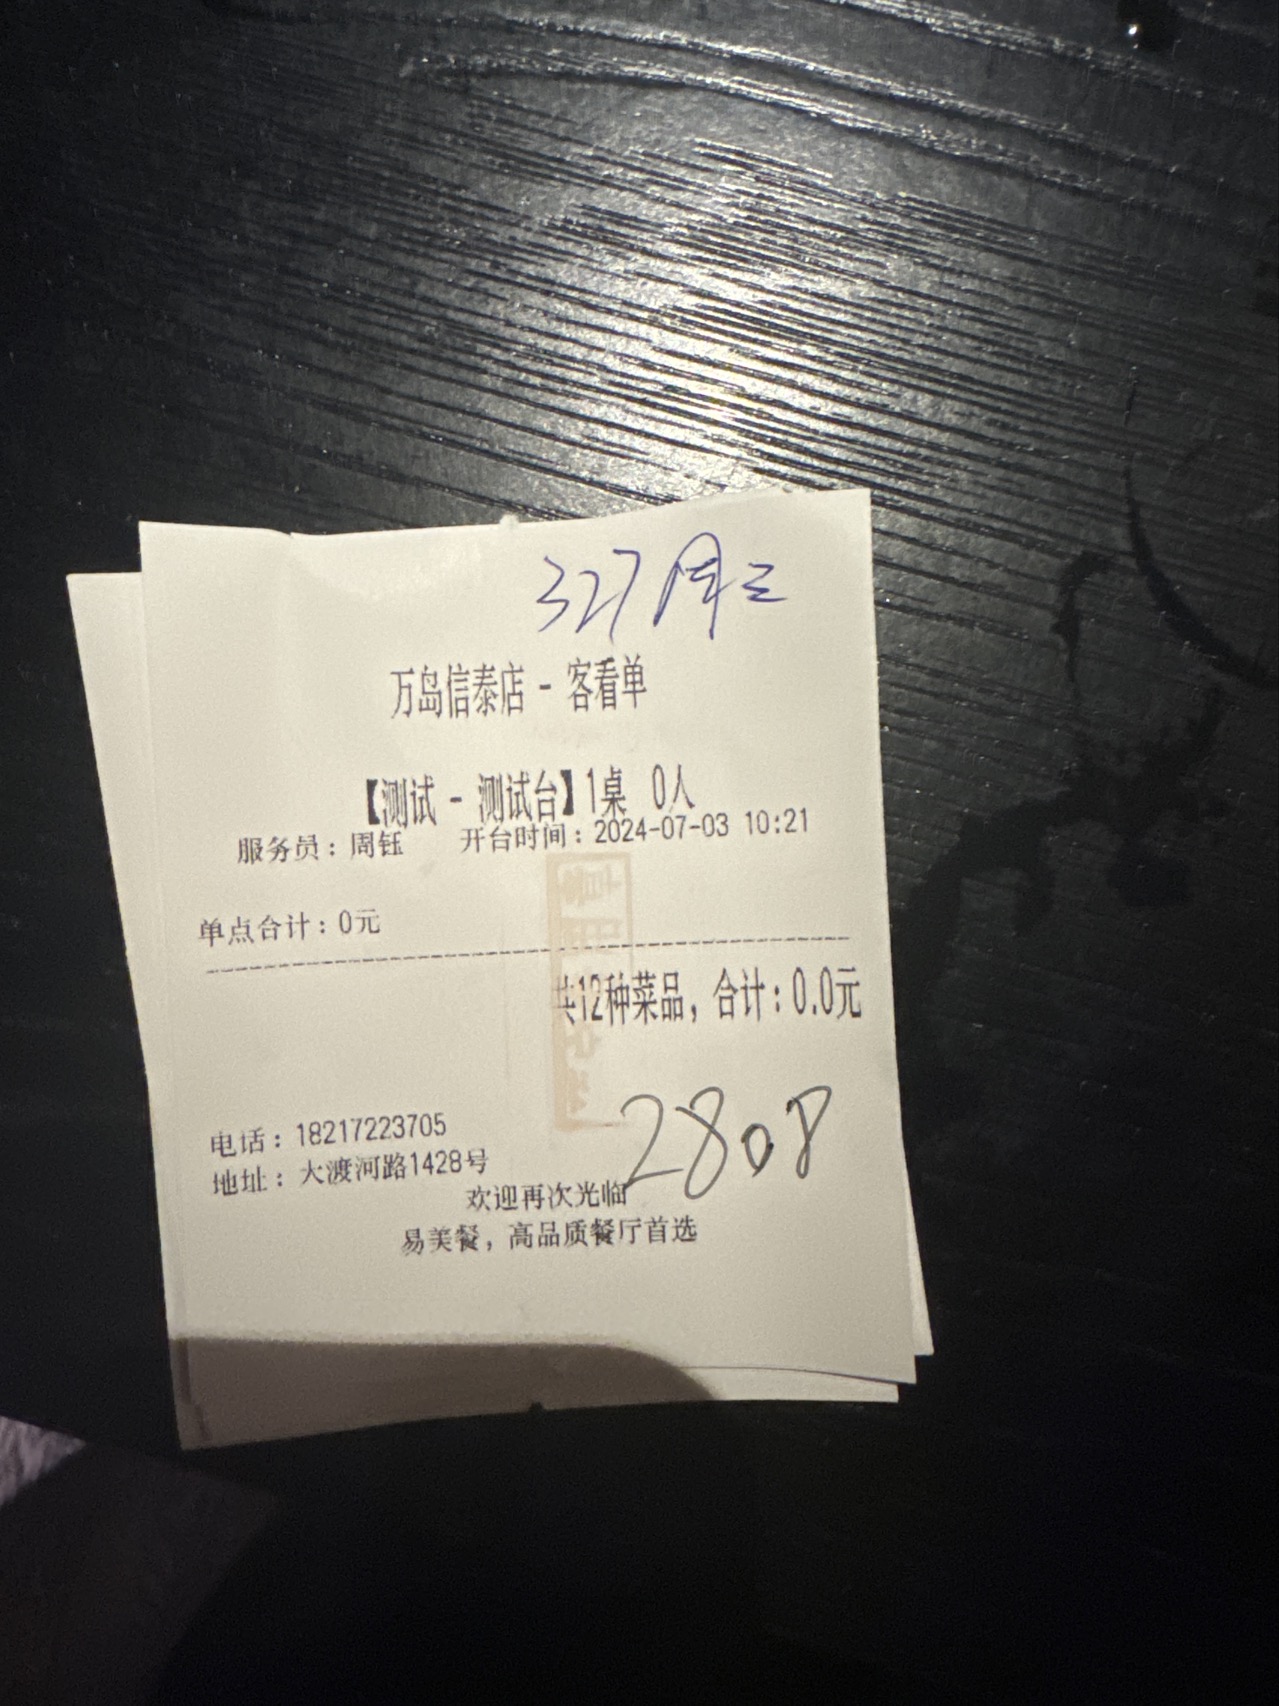 327周三
万岛信泰店 - 客看单
【测试 - 测试台】1桌 0人
服务员：周钰 开台时间：2024-07-03 10:21
单点合计：0元
共12种菜品，合计：0.0元
2808
电话：18217223705
地址：大渡河路1428号
欢迎再次光临
易美餐，高品质餐厅首选